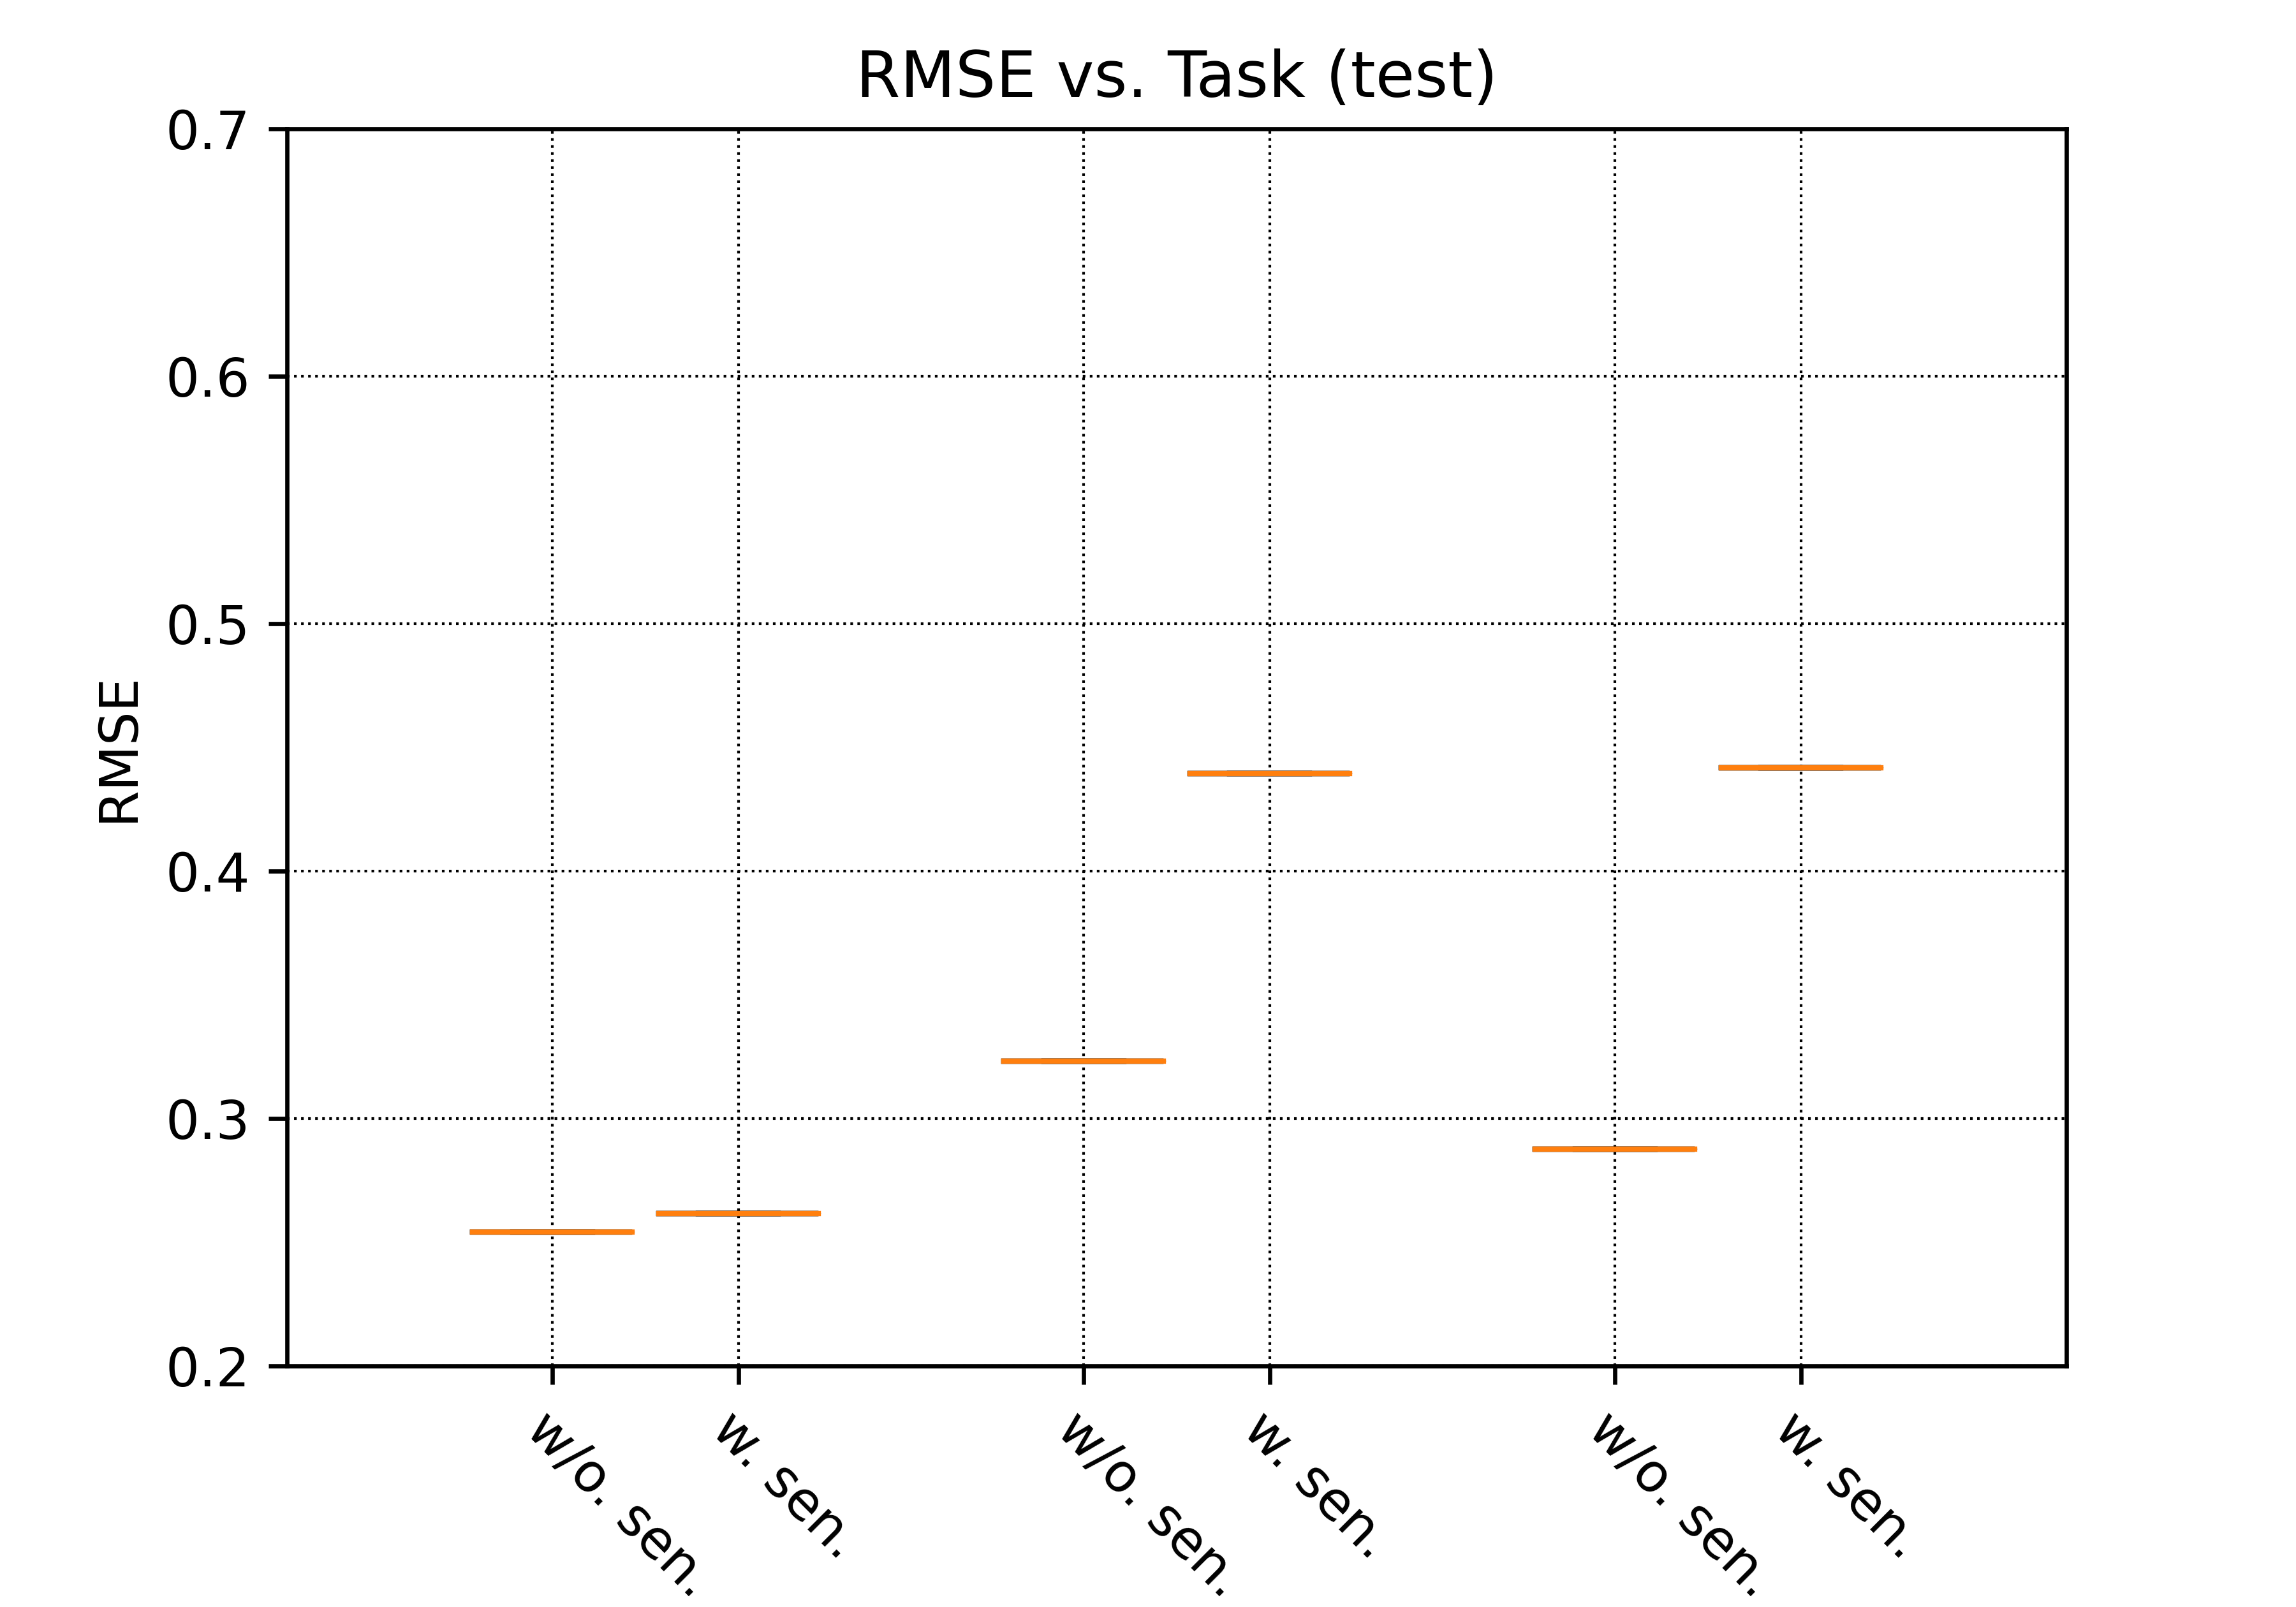 RMSE vs. Task (test)
0.7
0.6
0.5
0.4
0.3
0.2
RMSE
w/o. sen.
w. sen.
w/o. sen.
w. sen.
w/o. sen.
w. sen.